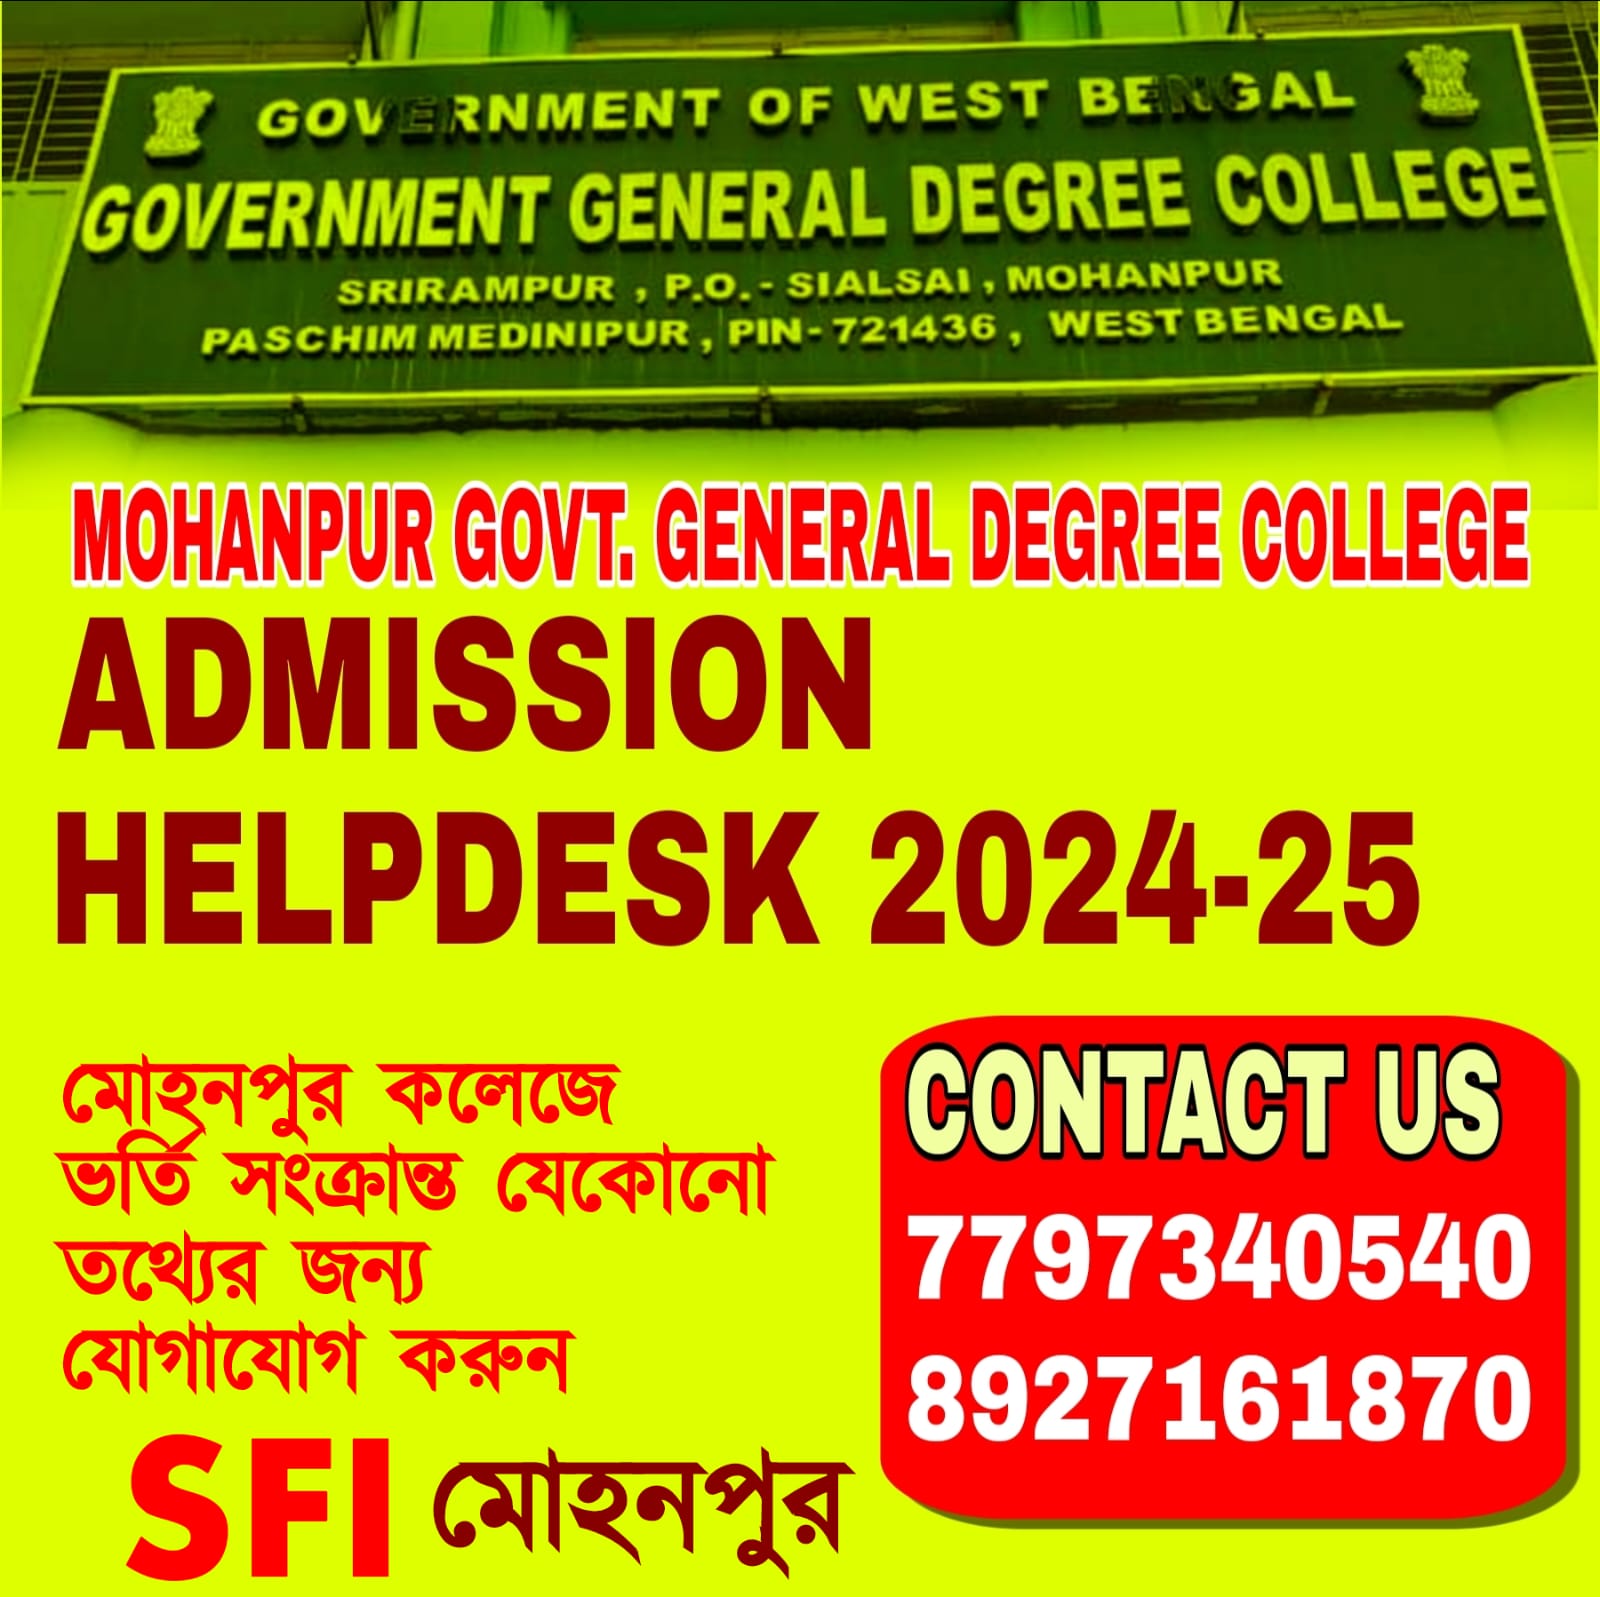 GOVERNMENT OF WEST BENGAL
GOVERNMENT GENERAL DEGREE COLLEGE
SRIRAMPUR , P.O. - SIALSAI , MOHANPUR
PASCHIM MEDINIPUR , PIN- 721436 , WEST BENGAL
MOHANPUR GOVT. GENERAL DEGREE COLLEGE
ADMISSION
HELPDESK 2024-25
মোহনপুর কলেজে
ভর্তি সংক্রান্ত যেকোনো
তথ্যের জন্য
যোগাযোগ করুন
SFI মোহনপুর
CONTACT US
7797340540
8927161870